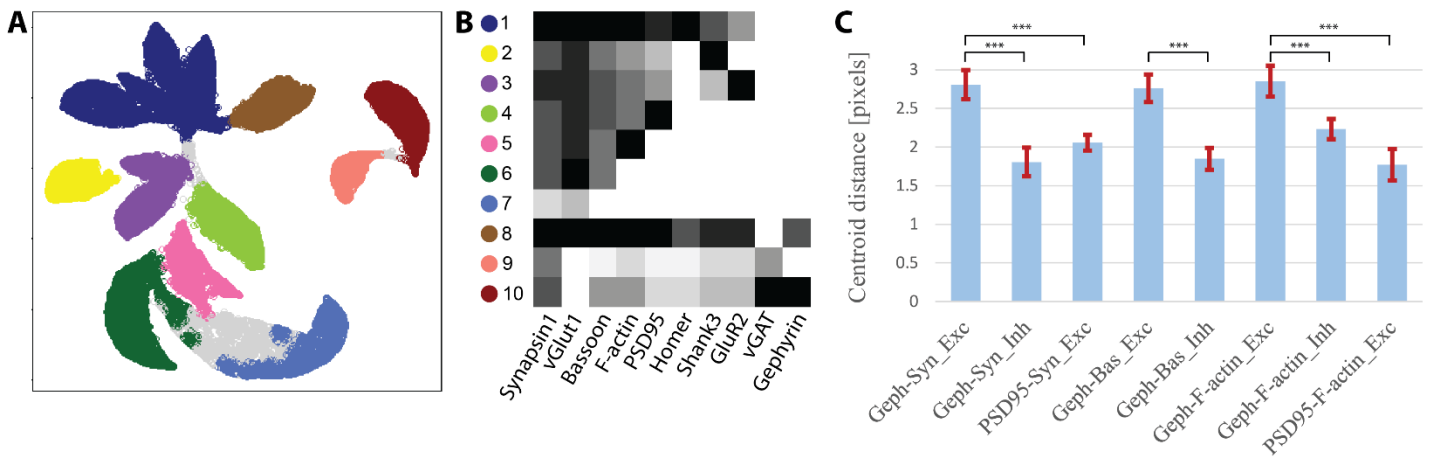 A
B
1
2
3
4
5
6
7
8
9
10
Synapsin1
vGlut1
Bassoon
F-actin
PSD95
Homer
Shank3
GluR2
vGAT
Gephyrin
C
***
***
***
***
***
Centroid distance [pixels]
3
2.5
2
1.5
1
0.5
0
Geph-Syn_Exc
Geph-Syn_Inh
PSD95-Syn_Exc
Geph-Bas_Exc
Geph-Bas_Inh
Geph-F-actin_Exc
Geph-F-actin_Inh
PSD95-F-actin_Exc